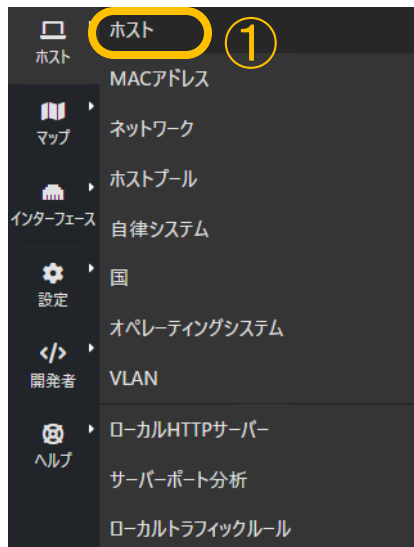 ホスト
マップ
インターフェース
設定
</>
開発者
ヘルプ
ホスト
①
MACアドレス
ネットワーク
ホストプール
自律システム
国
オペレーティングシステム
VLAN
ローカルHTTPサーバー
サーバーポート分析
ローカルトラフィックルール